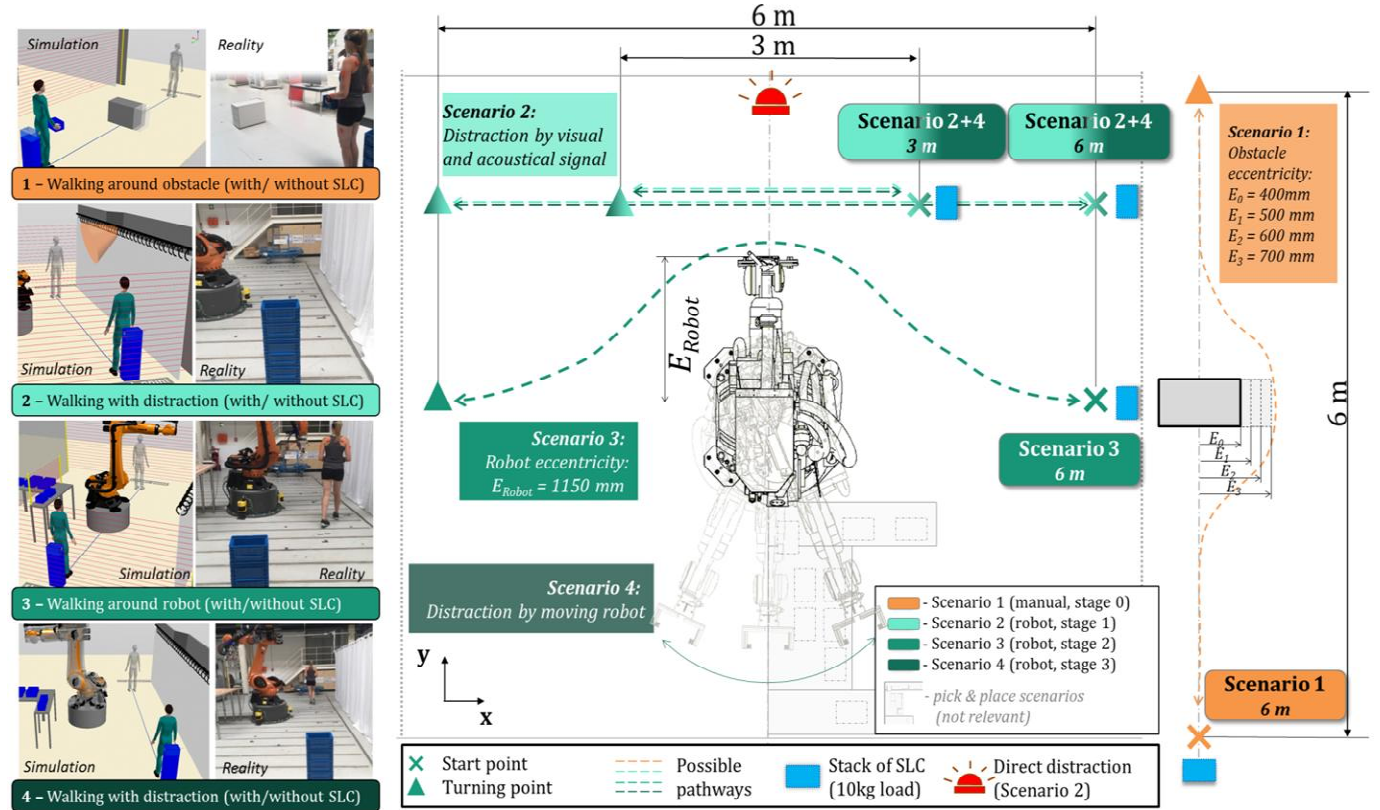 Simulation
Reality
1 – Walking around obstacle (with/ without SLC)
Simulation
Reality
2 – Walking with distraction (with/ without SLC)
Simulation
Reality
3 – Walking around robot (with/without SLC)
Simulation
Reality
4 – Walking with distraction (with/without SLC)
6 m
3 m
Scenario 2:
Distraction by visual
and acoustical signal
Scenario 2+4
3 m
Scenario 2+4
6 m
E_Robot
Scenario 3:
Robot eccentricity:
E_Robot = 1150 mm
Scenario 3
6 m
Scenario 4:
Distraction by moving robot
y
x
Scenario 1:
Obstacle
eccentricity:
E₀ = 400mm
E₁ = 500 mm
E₂ = 600 mm
E₃ = 700 mm
E₀
E₁
E₂
E₃
6 m
Scenario 1
6 m
- Scenario 1 (manual, stage 0)
- Scenario 2 (robot, stage 1)
- Scenario 3 (robot, stage 2)
- Scenario 4 (robot, stage 3)
- pick & place scenarios
(not relevant)
Start point
Turning point
Possible
pathways
Stack of SLC
(10kg load)
Direct distraction
(Scenario 2)